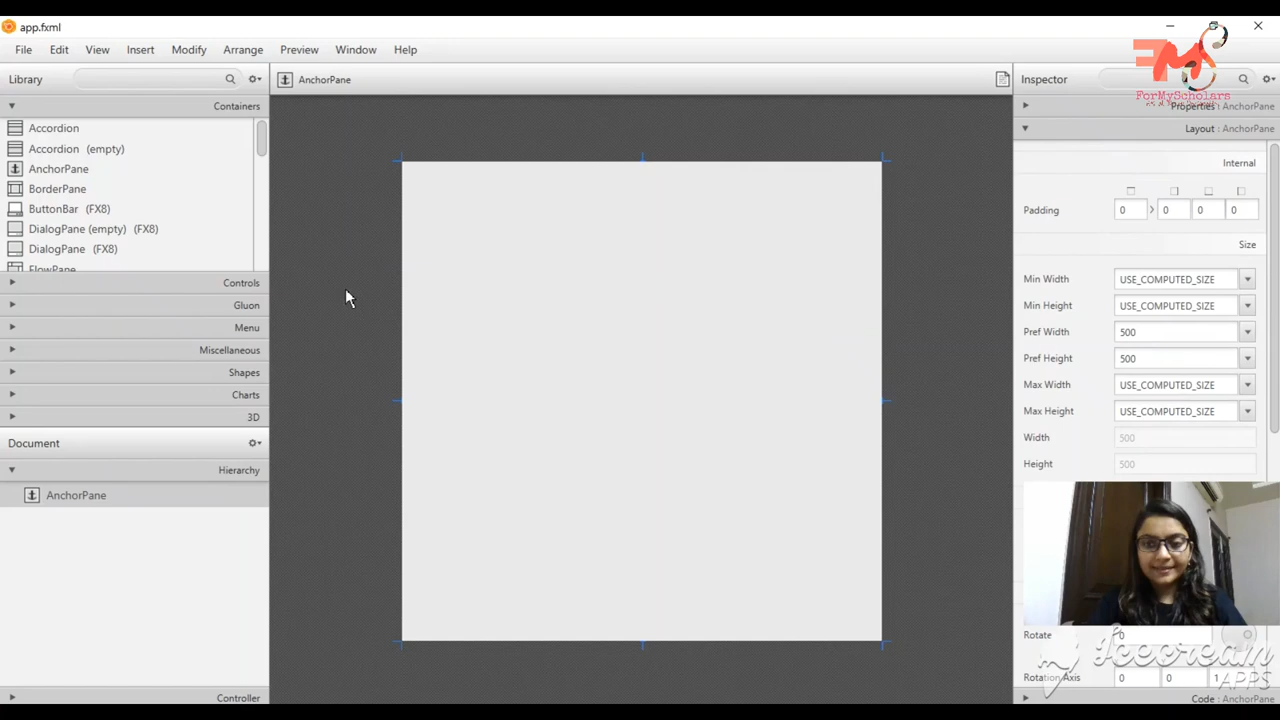 app.fxml
File Edit View Insert Modify Arrange Preview Window Help
Library
AnchorPane
Inspector
FMS
ForMyScholars
Containers
Accordion
Accordion (empty)
AnchorPane
BorderPane
ButtonBar (FX8)
DialogPane (empty) (FX8)
DialogPane (FX8)
FlowPane
Controls
Gluon
Menu
Miscellaneous
Shapes
Charts
3D
Document
Hierarchy
AnchorPane
Controller
Properties : AnchorPane
Layout : AnchorPane
Internal
Padding 0 0 0 0
Size
Min Width USE_COMPUTED_SIZE
Min Height USE_COMPUTED_SIZE
Pref Width 500
Pref Height 500
Max Width USE_COMPUTED_SIZE
Max Height USE_COMPUTED_SIZE
Width 500
Height 500
Rotate 0
Icecream
APPS
Rotation Axis 0 0 1
Code : AnchorPane